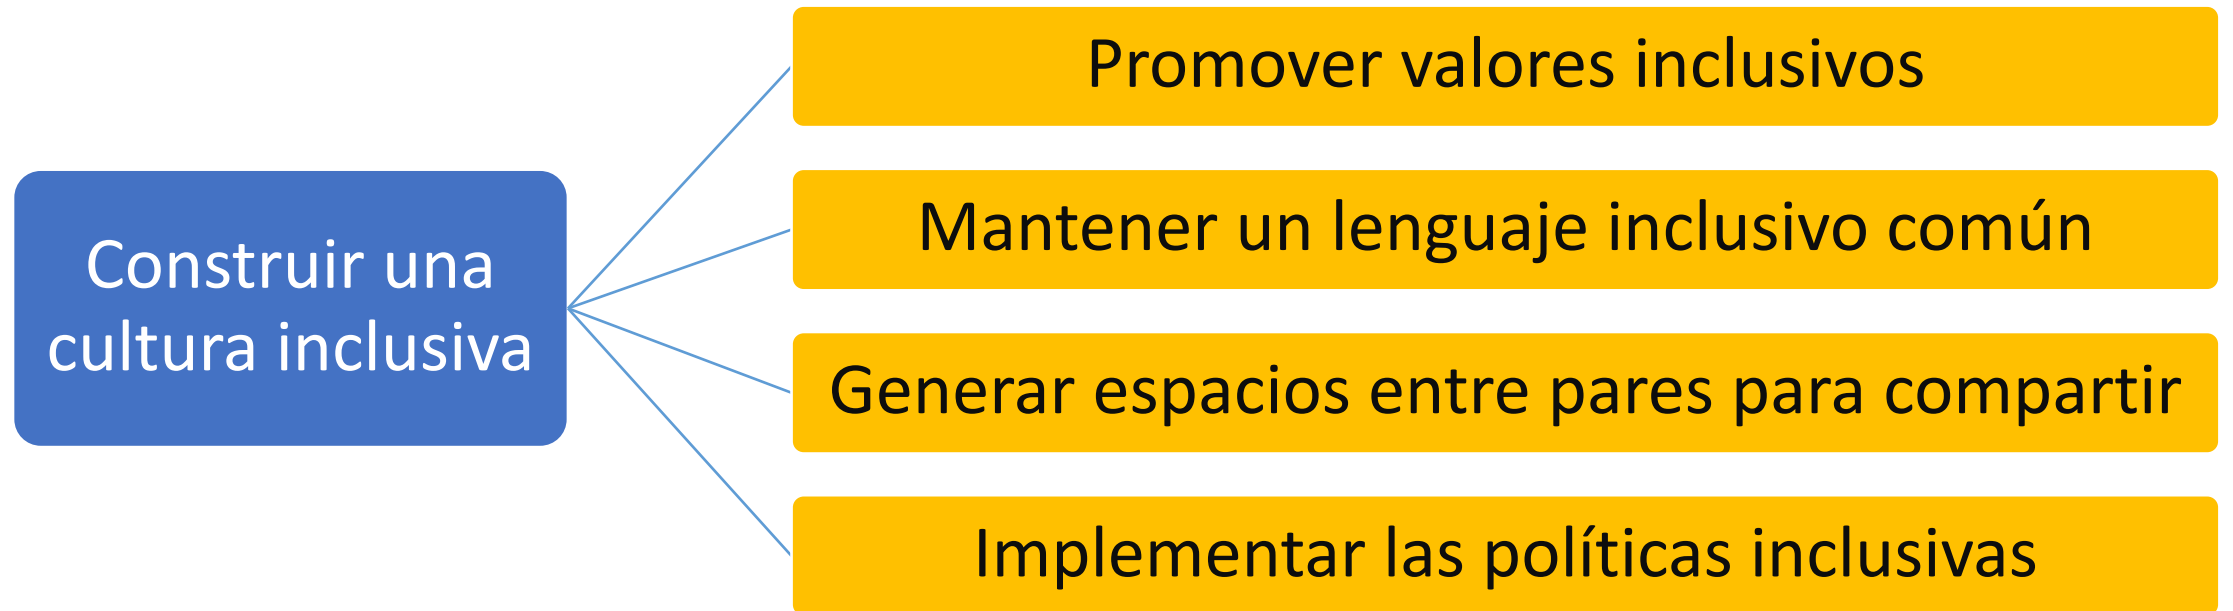 Construir una
cultura inclusiva
Promover valores inclusivos
Mantener un lenguaje inclusivo común
Generar espacios entre pares para compartir
Implementar las políticas inclusivas